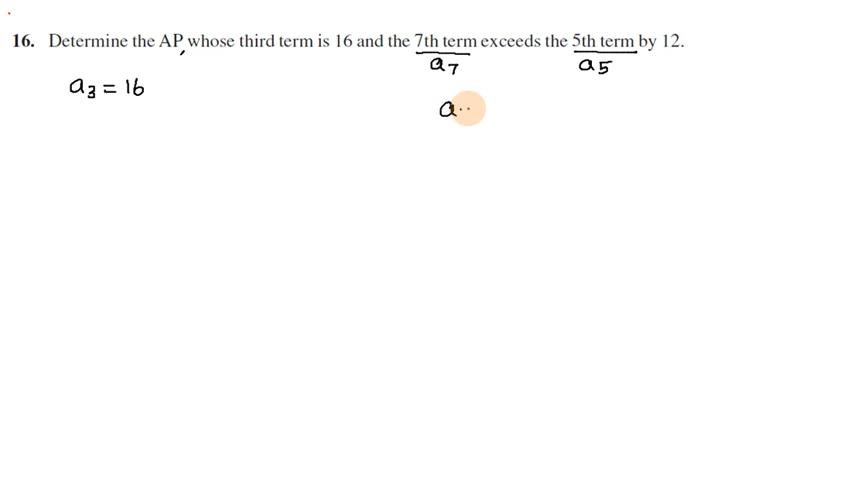 16. Determine the AP whose third term is 16 and the 7th term exceeds the 5th term by 12.
a7 a5
a3 = 16
a